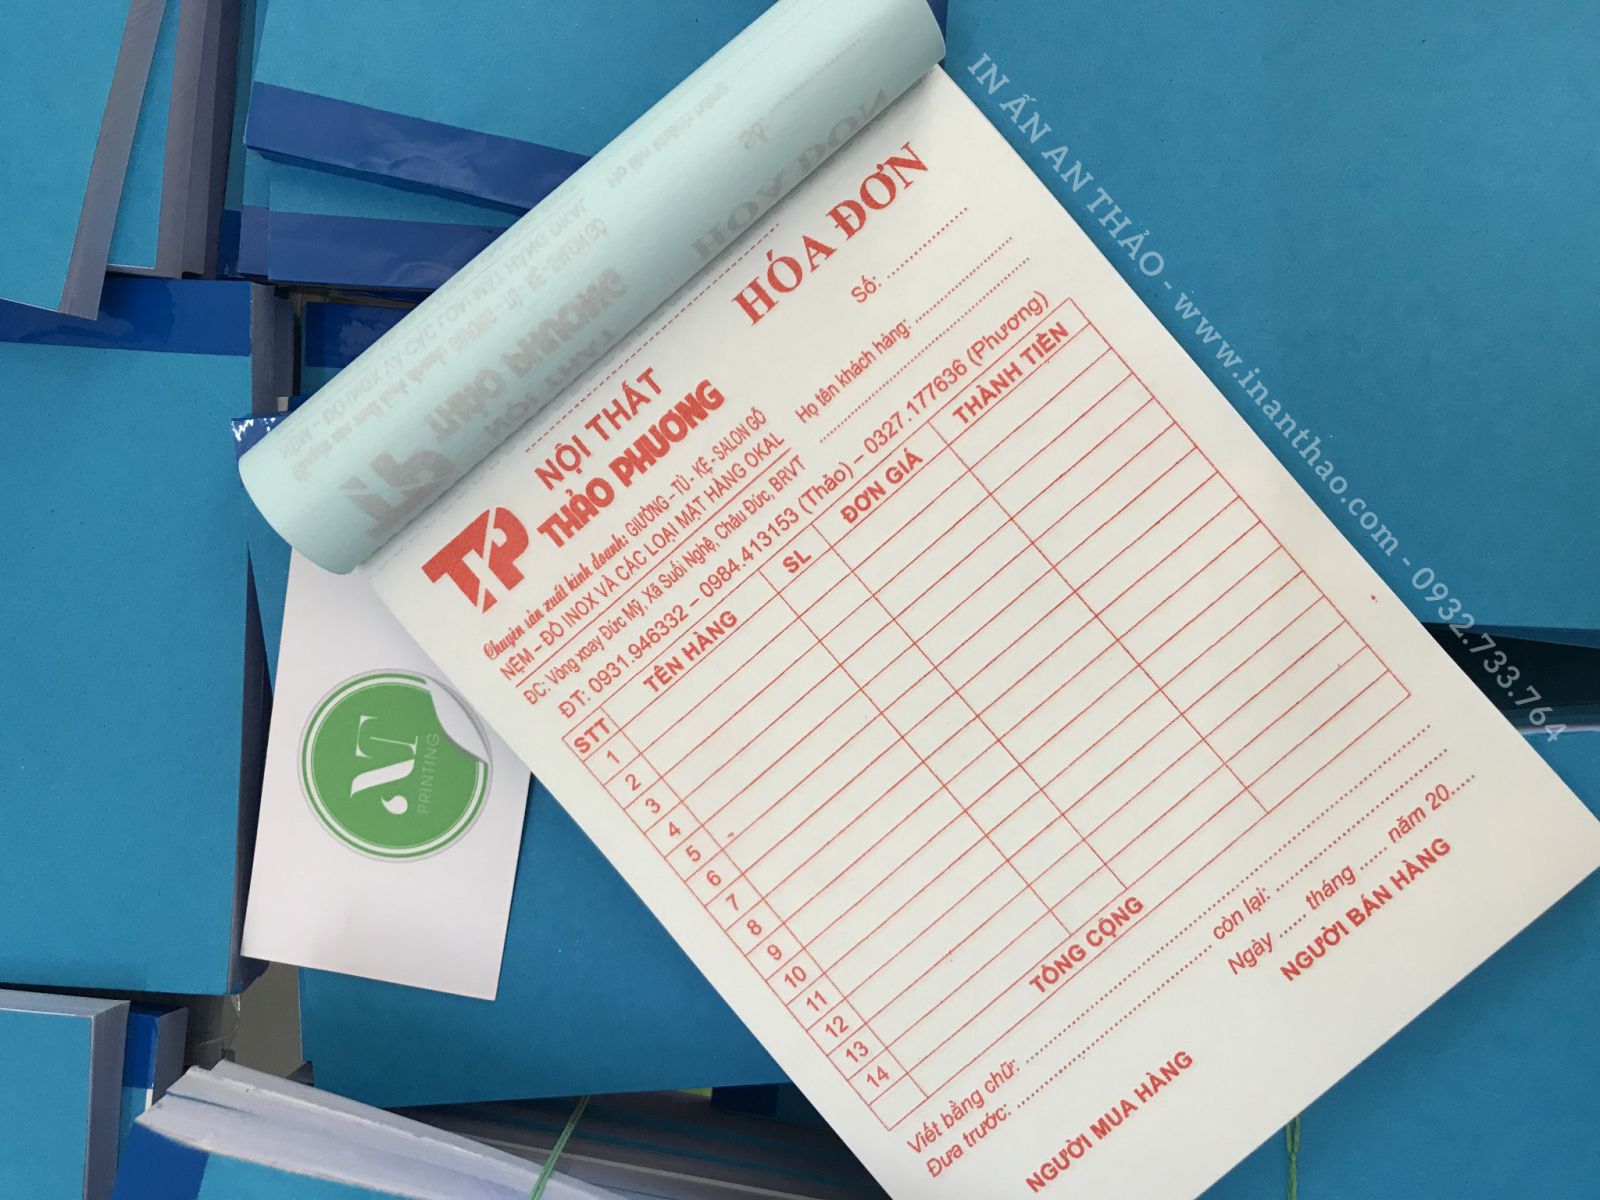 NỘI THẤT
THẢO PHƯƠNG
TP
Chuyên sản xuất kinh doanh: GIƯỜNG – TỦ - KỆ - SALON GỖ
NỆM – ĐỒ INOX VÀ CÁC LOẠI MẶT HÀNG OKAL
ĐC: Vòng xoay Đức Mỹ, Xã Suối Nghệ, Châu Đức, BRVT
ĐT: 0931.946332 – 0984.413153 (Thảo) – 0327.177636 (Phương)
HÓA ĐƠN
Số: ....................
Họ tên khách hàng: ....................
STT TÊN HÀNG SL ĐƠN GIÁ THÀNH TIỀN
1
2
3
4
5
6
7
8
9
10
11
12
13
14
TỔNG CỘNG
Viết bằng chữ: ....................
Đưa trước: .................... còn lại: ....................
Ngày ...... tháng ...... năm 20.....
NGƯỜI MUA HÀNG NGƯỜI BÁN HÀNG
AT
PRINTING
IN ẤN AN THẢO - www.inanthao.com - 0932.733.764